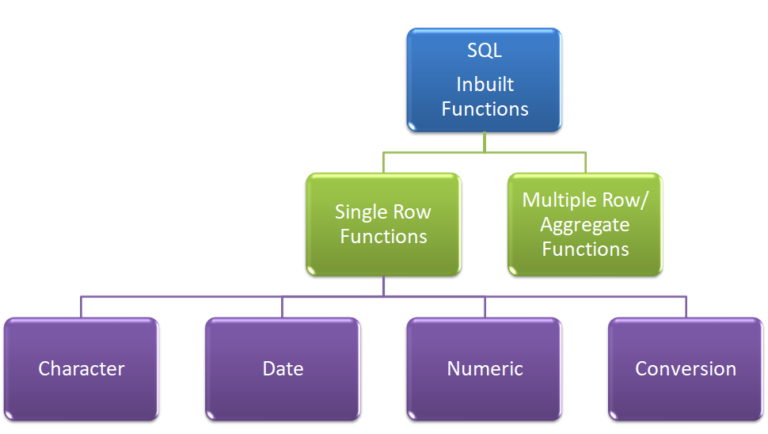 SQL
Inbuilt
Functions
Single Row
Functions
Multiple Row/
Aggregate
Functions
Character
Date
Numeric
Conversion